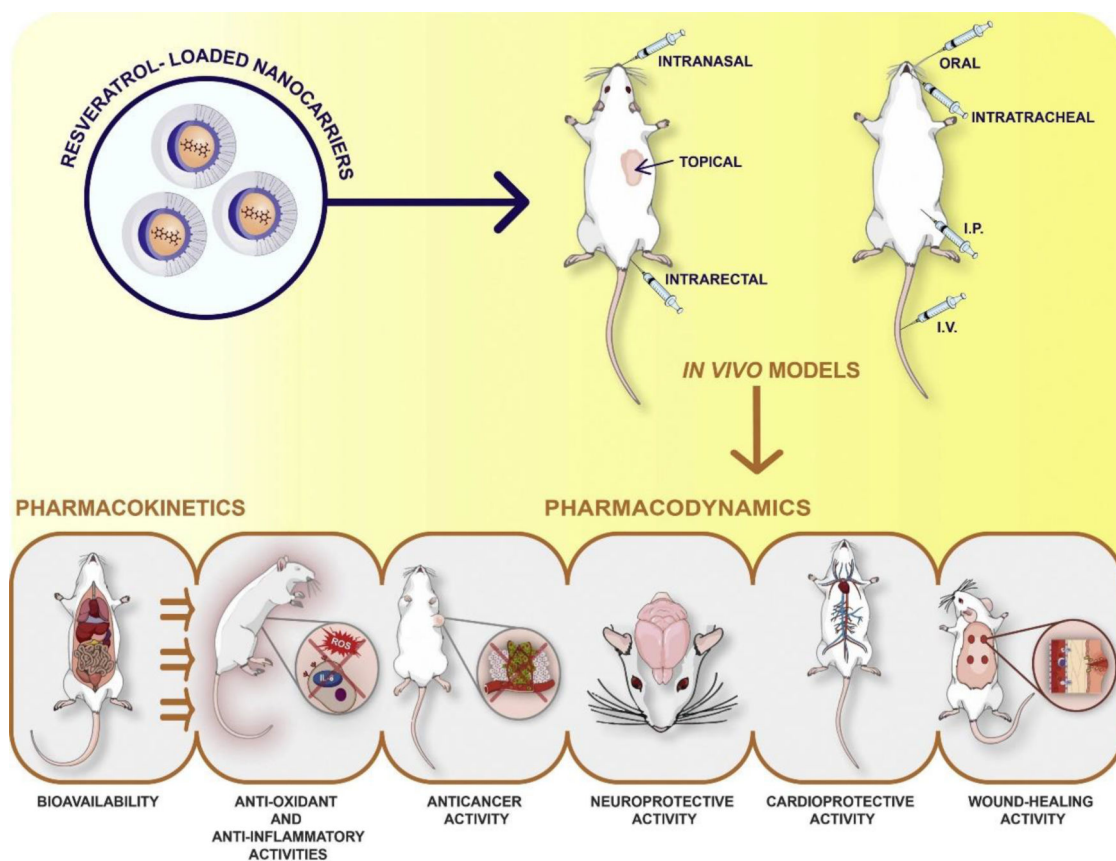 RESVERATROL- LOADED NANOCARRIERS
INTRANASAL
TOPICAL
INTRARECTAL
ORAL
INTRATRACHEAL
I.P.
I.V.
IN VIVO MODELS
PHARMACOKINETICS
PHARMACODYNAMICS
ROS
IL-6
BIOAVAILABILITY
ANTI-OXIDANT
AND
ANTI-INFLAMMATORY
ACTIVITIES
ANTICANCER
ACTIVITY
NEUROPROTECTIVE
ACTIVITY
CARDIOPROTECTIVE
ACTIVITY
WOUND-HEALING
ACTIVITY